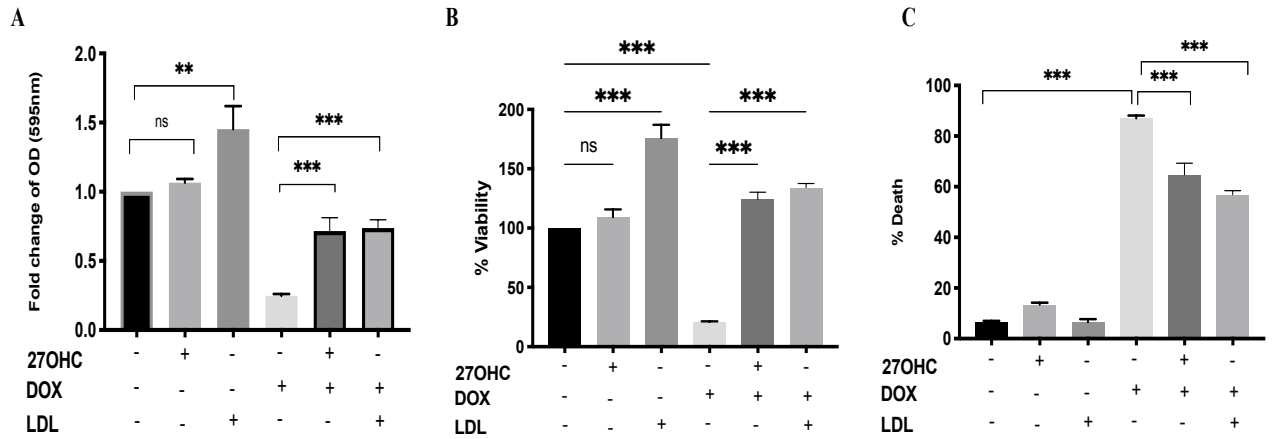 A
Fold change of OD (595nm)
2.0
1.5
1.0
0.5
0.0
**
ns
***
***
27OHC - + - - + -
DOX - - - + + +
LDL - - + - - +
B
% Viability
200
150
100
50
0
***
***
***
ns
***
27OHC - + - - + -
DOX - - - + + +
LDL - - + - - +
C
% Death
100
80
60
40
20
0
***
***
***
27OHC - + - - + -
DOX - - - + + +
LDL - - + - - +